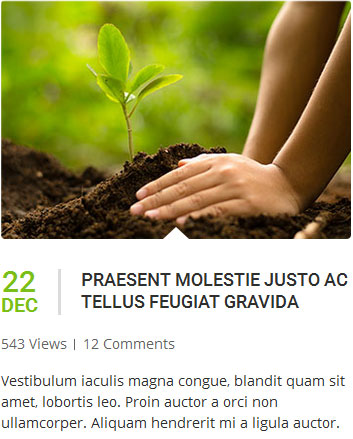 22
DEC
PRAESENT MOLESTIE JUSTO AC
TELLUS FEUGIAT GRAVIDA
543 Views | 12 Comments
Vestibulum iaculis magna congue, blandit quam sit
amet, lobortis leo. Proin auctor a orci non
ullamcorper. Aliquam hendrerit mi a ligula auctor.